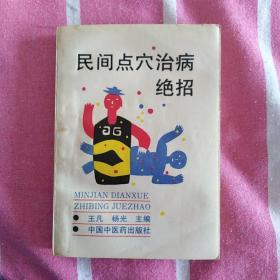 民间点穴治病
绝招
MINJIAN DIANXUE
ZHIBING JUEZHAO
● 王凡 杨光 主编
● 中国中医药出版社